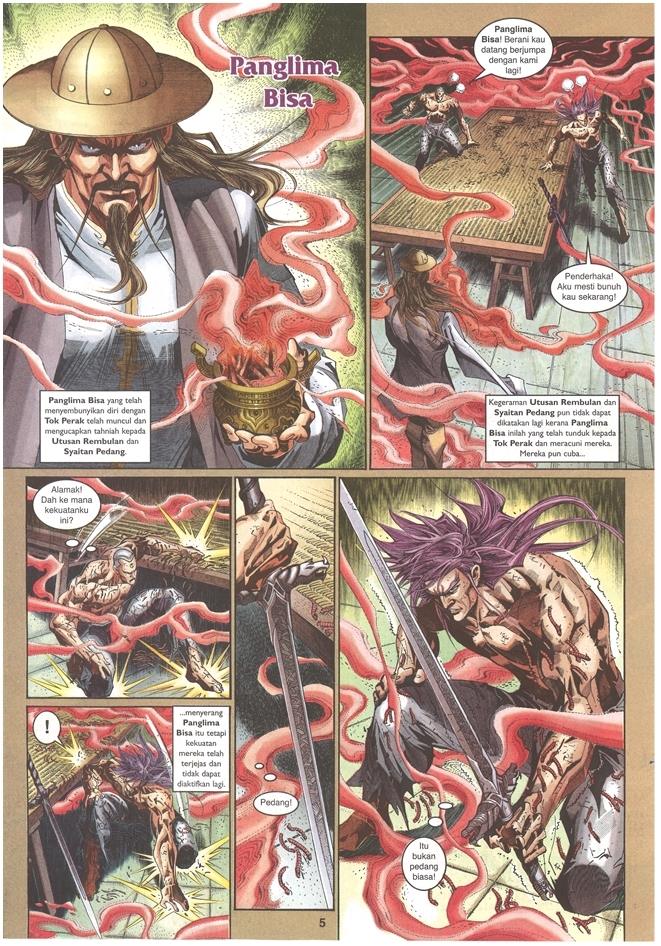 Panglima
Bisa
Panglima Bisa yang telah
menyembunyikan diri dengan
Tok Perak telah muncul dan
mengucapkan tahniah kepada
Utusan Rembulan dan
Syaitan Pedang.
Panglima
Bisa! Berani kau
datang berjumpa
dengan kami
lagi!
Penderhaka!
Aku mesti bunuh
kau sekarang!
Kegeraman Utusan Rembulan dan
Syaitan Pedang pun tidak dapat
dikatakan lagi kerana Panglima
Bisa inilah yang telah tunduk kepada
Tok Perak dan meracuni mereka.
Mereka pun cuba...
Alamak!
Dah ke mana
kekuatanku
ini?
!
...menyerang
Panglima
Bisa itu tetapi
kekuatan
mereka telah
terjejas dan
tidak dapat
diaktifkan lagi.
Pedang!
Itu
bukan
pedang
biasa!
5